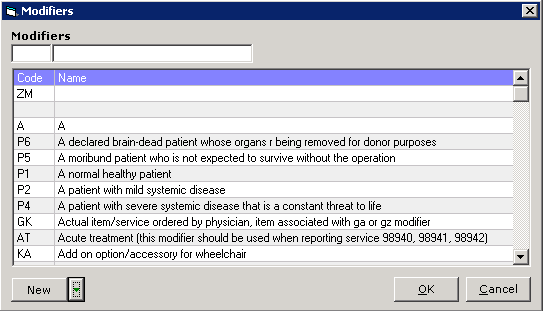 Modifiers
Modifiers
Code Name
ZM
A A
P6 A declared brain-dead patient whose organs r being removed for donor purposes
P5 A moribund patient who is not expected to survive without the operation
P1 A normal healthy patient
P2 A patient with mild systemic disease
P4 A patient with severe systemic disease that is a constant threat to life
GK Actual item/service ordered by physician, item associated with ga or gz modifier
AT Acute treatment (this modifier should be used when reporting service 98940, 98941, 98942)
KA Add on option/accessory for wheelchair
New OK Cancel